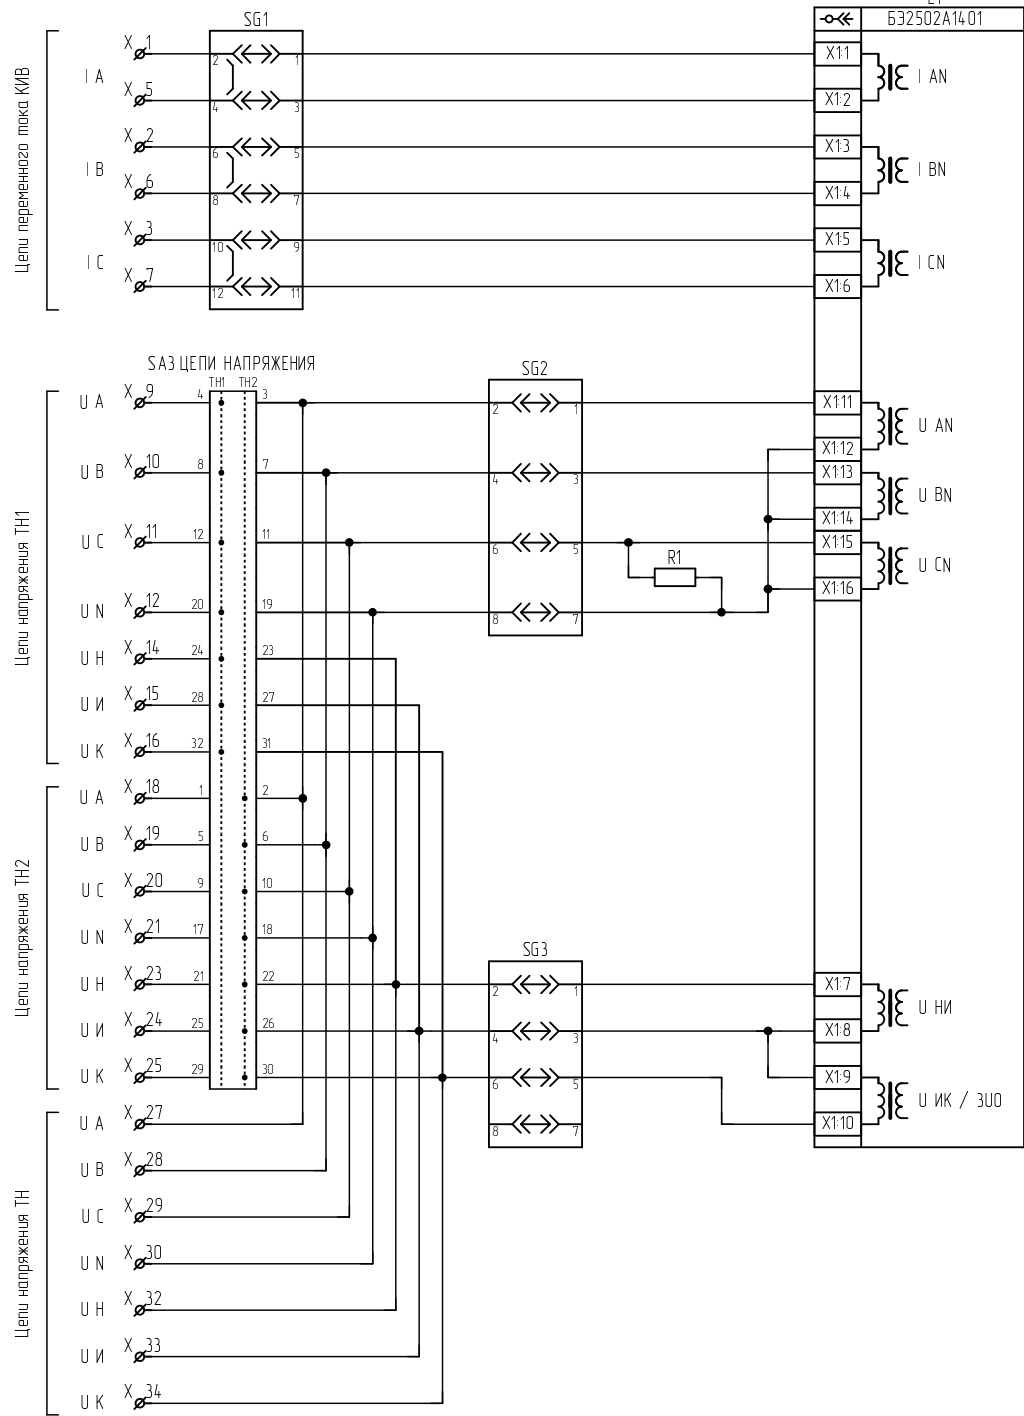 SG1
Б32502А1401
Цепи переменного тока КИВ
I A
X 1
2
1
X1:1
I AN
X 5
4
3
X1:2
I B
X 2
6
5
X1:3
I BN
X 6
8
7
X1:4
I C
X 3
10
9
X1:5
I CN
X 7
12
11
X1:6
SA3 ЦЕПИ НАПРЯЖЕНИЯ
ТН1
ТН2
SG2
Цепи напряжения ТН1
U A
X 9
4
3
2
1
X1:11
U AN
X1:12
U B
X 10
8
7
4
3
X1:13
U BN
X1:14
U C
X 11
12
11
6
5
X1:15
U CN
R1
X1:16
U N
X 12
20
19
8
7
U Н
X 14
24
23
U И
X 15
28
27
U К
X 16
32
31
Цепи напряжения ТН2
U A
X 18
1
2
U B
X 19
5
6
U C
X 20
9
10
U N
X 21
17
18
SG3
U Н
X 23
21
22
2
1
X1:7
U НИ
U И
X 24
25
26
4
3
X1:8
U К
X 25
29
30
6
5
X1:9
U ИК / 3U0
X1:10
8
7
Цепи напряжения ТН
U A
X 27
U B
X 28
U C
X 29
U N
X 30
U Н
X 32
U И
X 33
U К
X 34